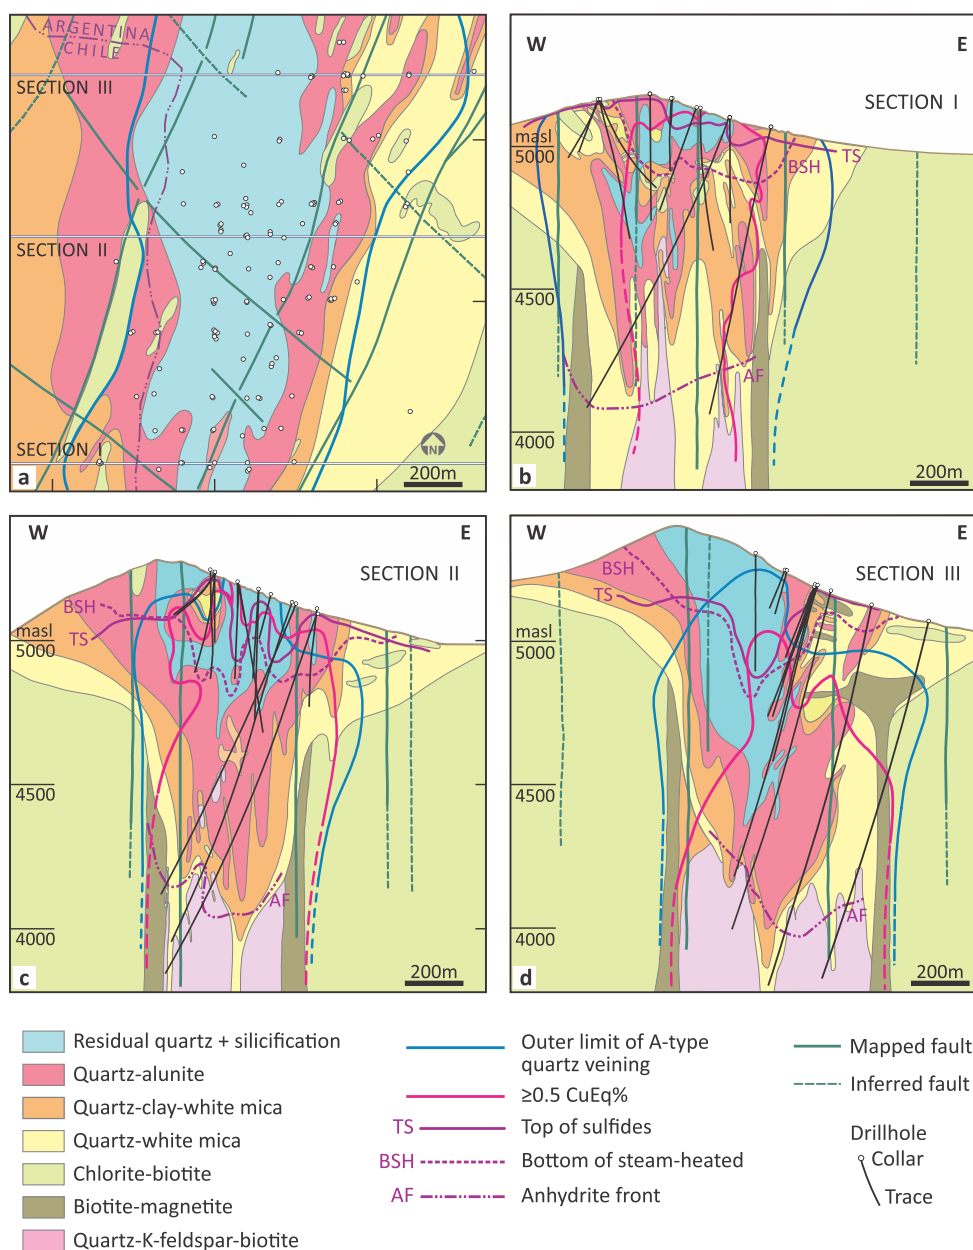 ARGENTINA
CHILE
SECTION III
SECTION II
SECTION I
N
200m
a
W
E
SECTION I
masl
5000
TS
BSH
4500
AF
4000
200m
b
W
E
SECTION II
BSH
masl
TS
5000
4500
AF
4000
200m
c
W
E
SECTION III
BSH
TS
masl
5000
4500
AF
4000
200m
d
Residual quartz + silicification
Quartz-alunite
Quartz-clay-white mica
Quartz-white mica
Chlorite-biotite
Biotite-magnetite
Quartz-K-feldspar-biotite
Outer limit of A-type
quartz veining
≥0.5 CuEq%
TS Top of sulfides
BSH Bottom of steam-heated
AF Anhydrite front
Mapped fault
Inferred fault
Drillhole
Collar
Trace